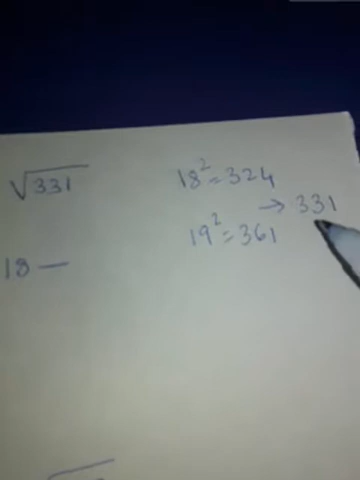 √331
18² = 324
→ 331
19² = 361
18 —